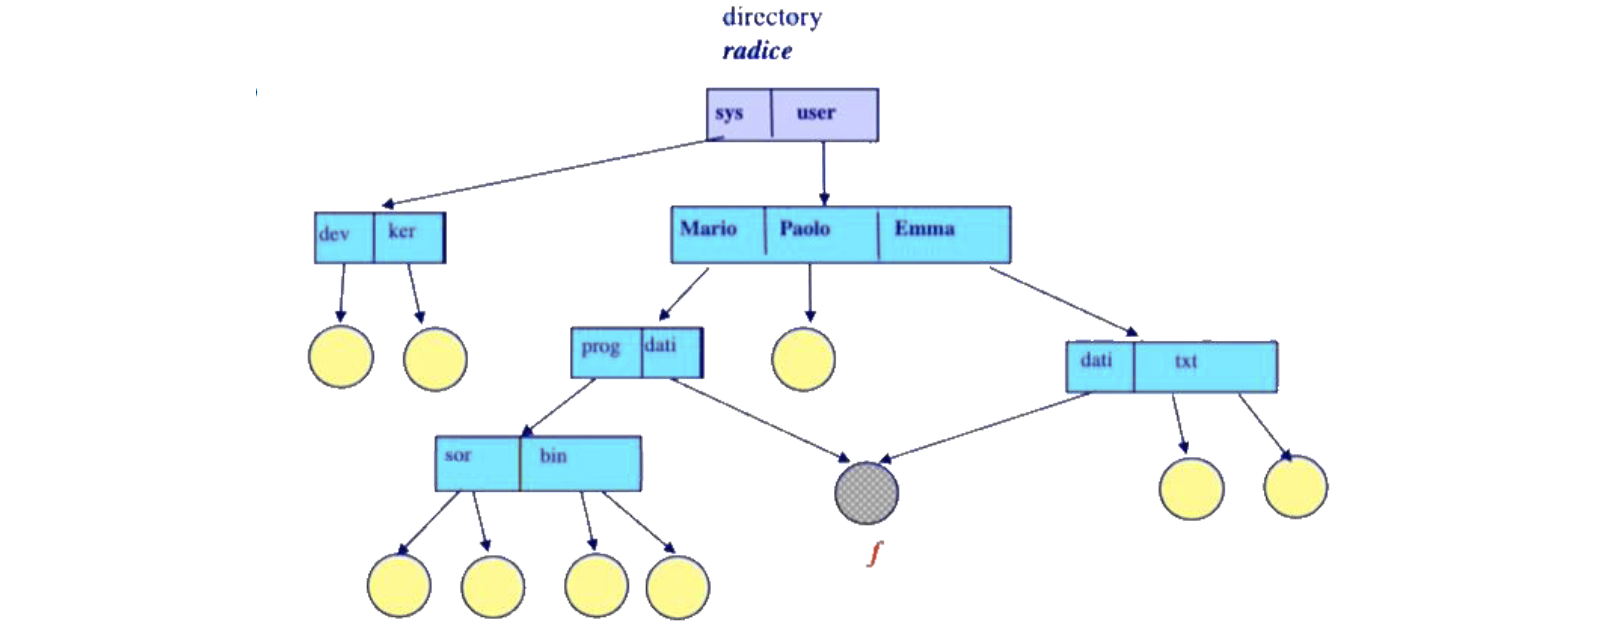 directory
radice
sys user
dev ker
Mario Paolo Emma
prog dati
dati txt
sor bin
f